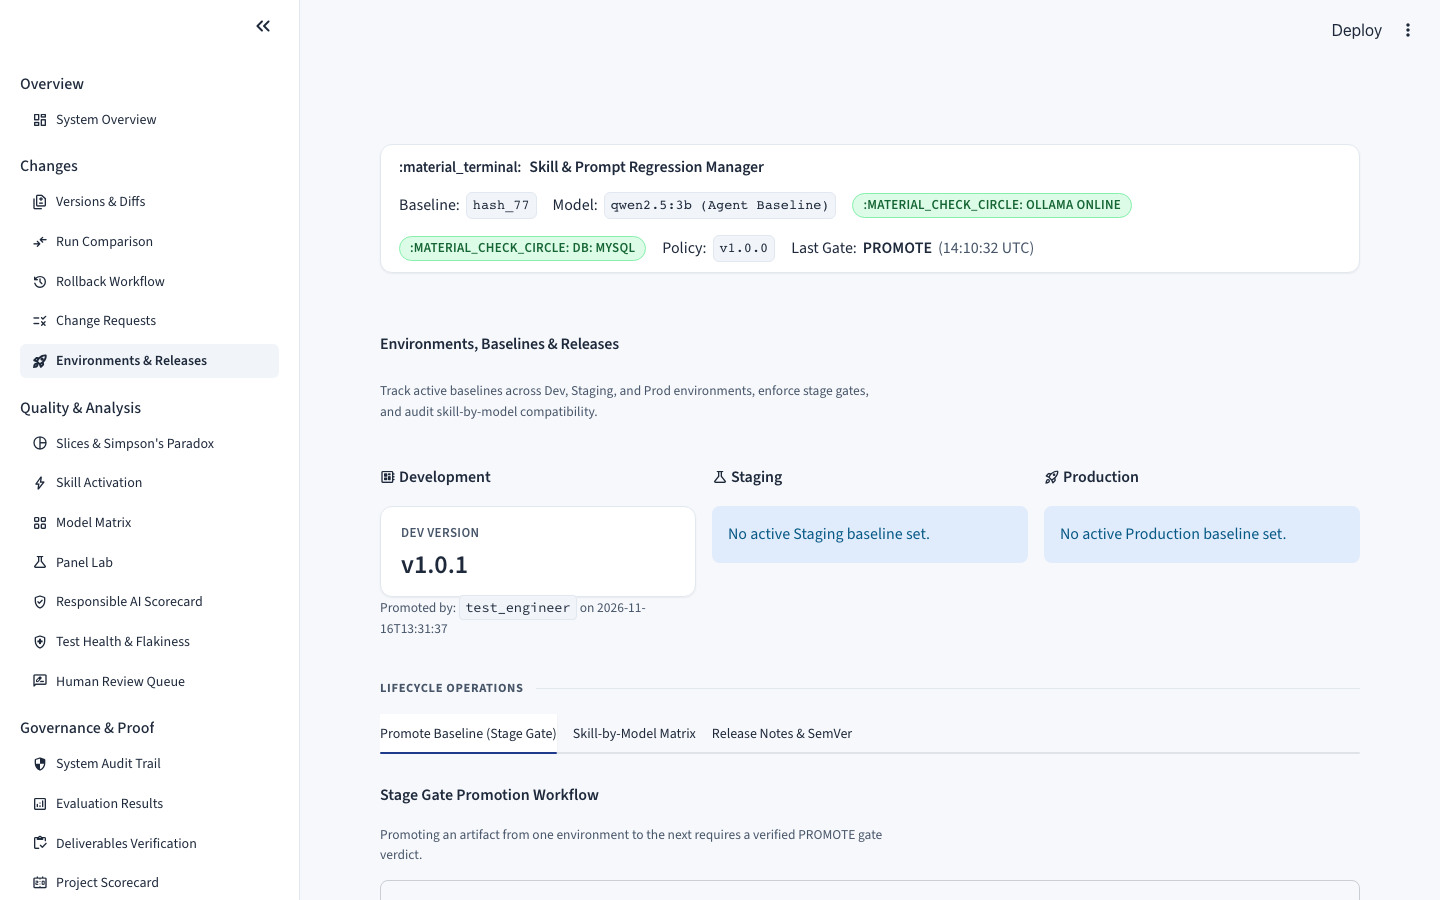 Deploy
Overview
System Overview
Changes
Versions & Diffs
Run Comparison
Rollback Workflow
Change Requests
Environments & Releases
Quality & Analysis
Slices & Simpson's Paradox
Skill Activation
Model Matrix
Panel Lab
Responsible AI Scorecard
Test Health & Flakiness
Human Review Queue
Governance & Proof
System Audit Trail
Evaluation Results
Deliverables Verification
Project Scorecard
:material_terminal: Skill & Prompt Regression Manager
Baseline: hash_77 Model: qwen2.5:3b (Agent Baseline) :MATERIAL_CHECK_CIRCLE: OLLAMA ONLINE
:MATERIAL_CHECK_CIRCLE: DB: MYSQL Policy: v1.0.0 Last Gate: PROMOTE (14:10:32 UTC)
Environments, Baselines & Releases
Track active baselines across Dev, Staging, and Prod environments, enforce stage gates,
and audit skill-by-model compatibility.
Development
DEV VERSION
v1.0.1
Promoted by: test_engineer on 2026-11-
16T13:31:37
Staging
No active Staging baseline set.
Production
No active Production baseline set.
LIFECYCLE OPERATIONS
Promote Baseline (Stage Gate) Skill-by-Model Matrix Release Notes & SemVer
Stage Gate Promotion Workflow
Promoting an artifact from one environment to the next requires a verified PROMOTE gate
verdict.